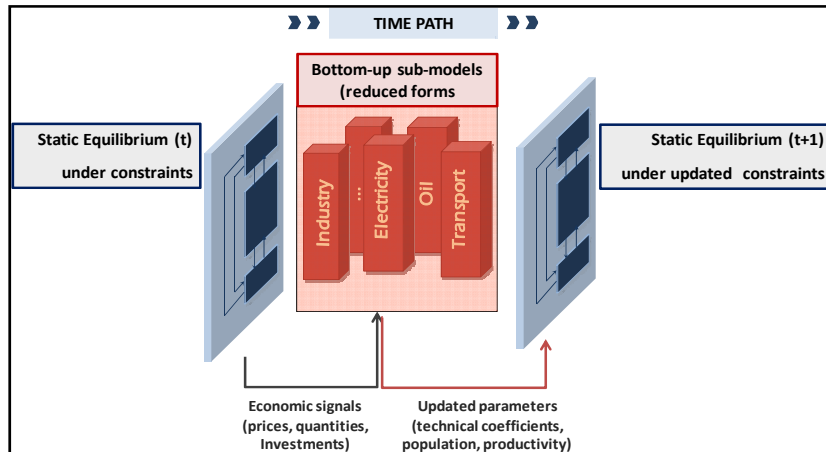 TIME PATH
Bottom-up sub-models
(reduced forms
Static Equilibrium (t)
under constraints
Industry
...
Electricity
Oil
Transport
Static Equilibrium (t+1)
under updated constraints
Economic signals
(prices, quantities,
Investments)
Updated parameters
(technical coefficients,
population, productivity)